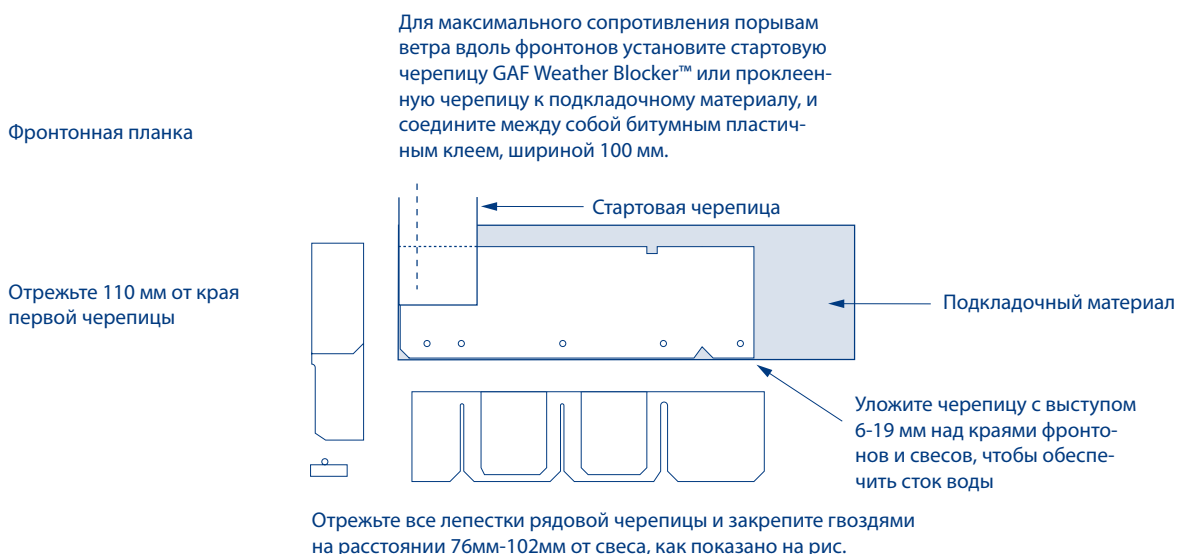 Для максимального сопротивления порывам
ветра вдоль фронтонов установите стартовую
черепицу GAF Weather Blocker™ или проклеен-
ную черепицу к подкладочному материалу, и
соедините между собой битумным пластич-
ным клеем, шириной 100 мм.
Фронтонная планка
Стартовая черепица
Отрежьте 110 мм от края
первой черепицы
Подкладочный материал
Уложите черепицу с выступом
6-19 мм над краями фронто-
нов и свесов, чтобы обеспе-
чить сток воды
Отрежьте все лепестки рядовой черепицы и закрепите гвоздями
на расстоянии 76мм-102мм от свеса, как показано на рис.